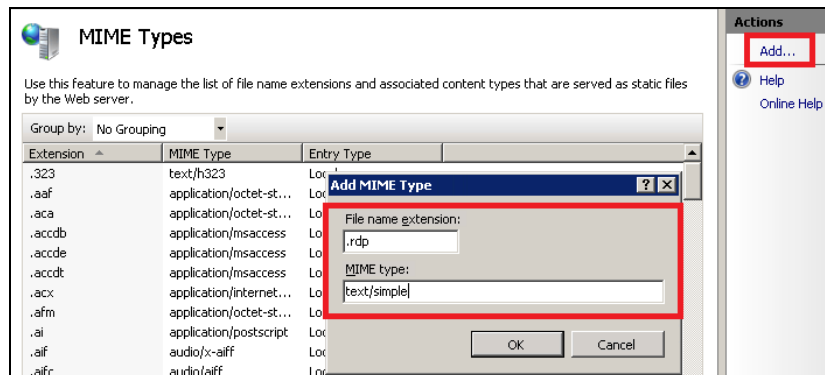 MIME Types
Use this feature to manage the list of file name extensions and associated content types that are served as static files
by the Web server.
Group by: No Grouping
Extension MIME Type Entry Type
.323 text/h323
.aaf application/octet-st...
.aca application/octet-st...
.accdb application/msaccess
.accde application/msaccess
.accdt application/msaccess
.acx application/internet...
.afm application/octet-st...
.ai application/postscript
.aif audio/x-aiff
.aifc audio/aiff
Add MIME Type
File name extension:
.rdp
MIME type:
text/simple
OK Cancel
Actions
Add...
Help
Online Help